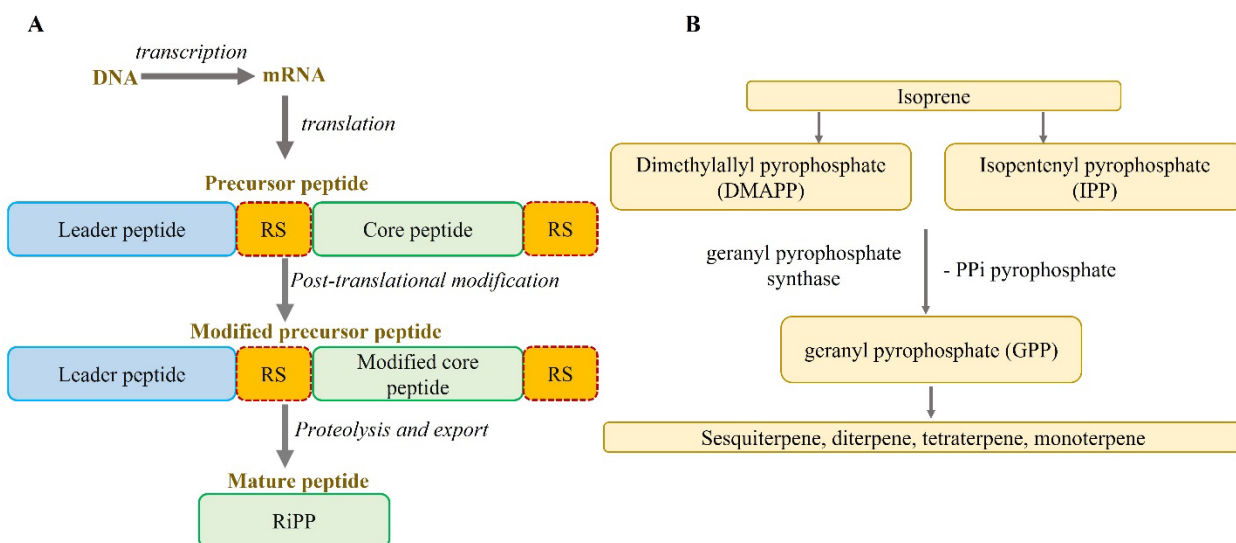 A
transcription
DNA
mRNA
translation
Precursor peptide
Leader peptide
RS
Core peptide
RS
Post-translational modification
Modified precursor peptide
Leader peptide
RS
Modified core
peptide
RS
Proteolysis and export
Mature peptide
RiPP
B
Isoprene
Dimethylallyl pyrophosphate
(DMAPP)
Isopentenyl pyrophosphate
(IPP)
geranyl pyrophosphate
synthase
- PPi pyrophosphate
geranyl pyrophosphate (GPP)
Sesquiterpene, diterpene, tetraterpene, monoterpene